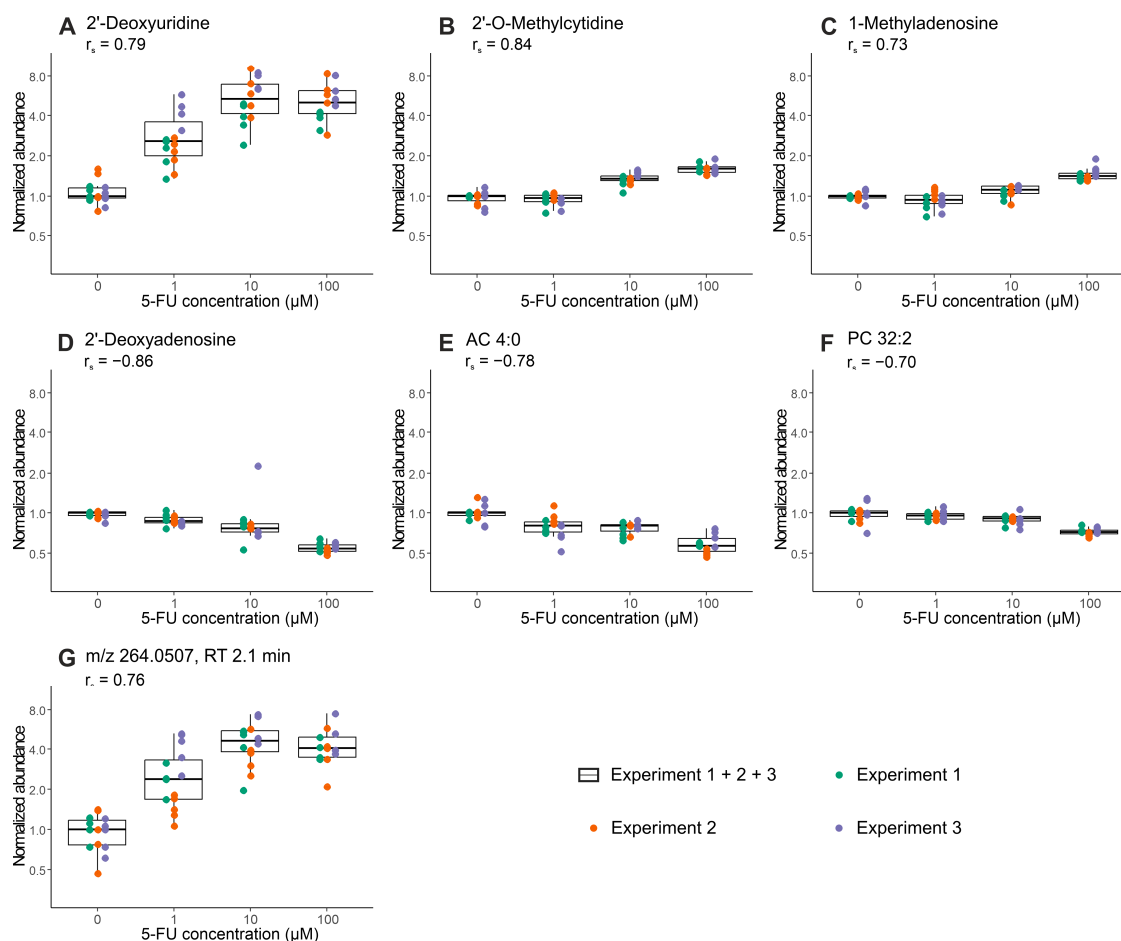 A 2'-Deoxyuridine
rs = 0.79
Normalized abundance
8.0
4.0
2.0
1.0
0.5
0 1 10 100
5-FU concentration (µM)
B 2'-O-Methylcytidine
rs = 0.84
Normalized abundance
8.0
4.0
2.0
1.0
0.5
0 1 10 100
5-FU concentration (µM)
C 1-Methyladenosine
rs = 0.73
Normalized abundance
8.0
4.0
2.0
1.0
0.5
0 1 10 100
5-FU concentration (µM)
D 2'-Deoxyadenosine
rs = −0.86
Normalized abundance
8.0
4.0
2.0
1.0
0.5
0 1 10 100
5-FU concentration (µM)
E AC 4:0
rs = −0.78
Normalized abundance
8.0
4.0
2.0
1.0
0.5
0 1 10 100
5-FU concentration (µM)
F PC 32:2
rs = −0.70
Normalized abundance
8.0
4.0
2.0
1.0
0.5
0 1 10 100
5-FU concentration (µM)
G m/z 264.0507, RT 2.1 min
rs = 0.76
Normalized abundance
8.0
4.0
2.0
1.0
0.5
0 1 10 100
5-FU concentration (µM)
Experiment 1 + 2 + 3
Experiment 1
Experiment 2
Experiment 3